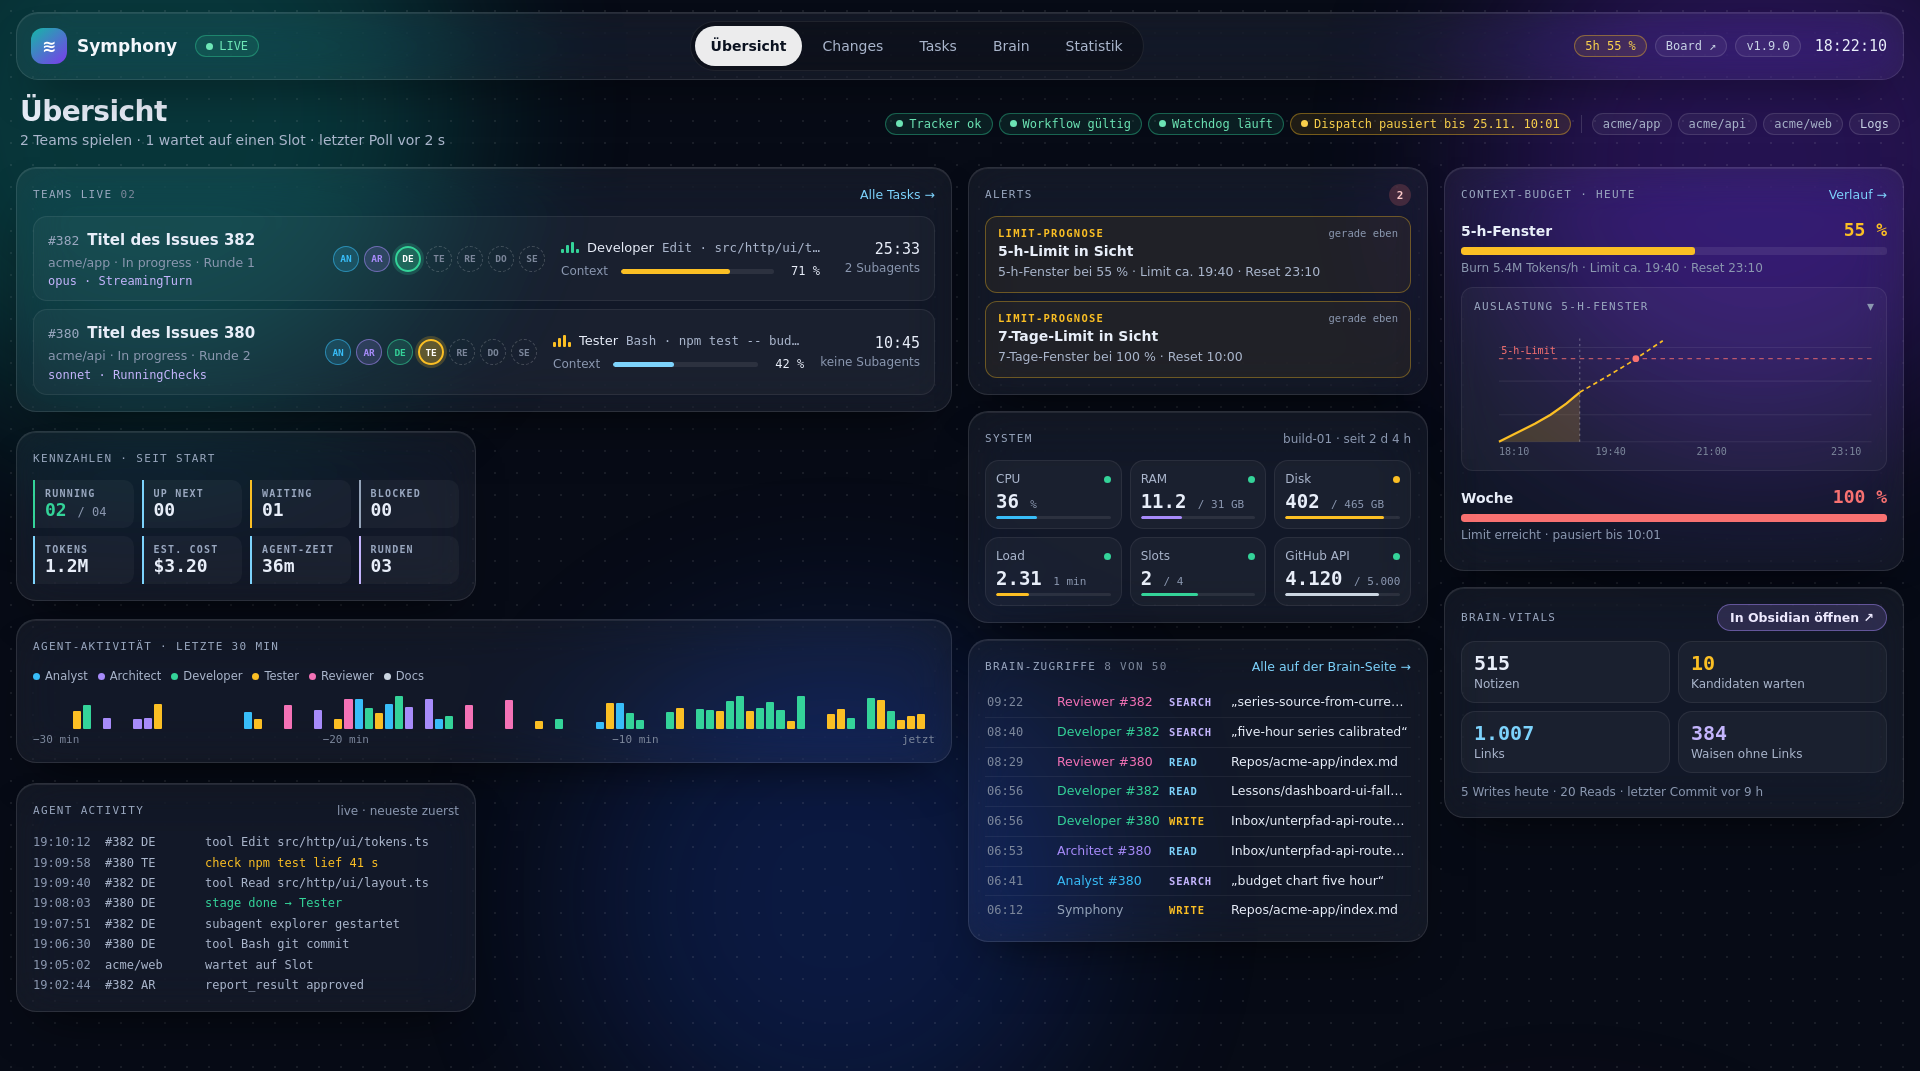 ≋ Symphony LIVE Übersicht Changes Tasks Brain Statistik 5h 55 % Board ↗ v1.9.0 18:22:10
Übersicht
2 Teams spielen · 1 wartet auf einen Slot · letzter Poll vor 2 s
Tracker ok Workflow gültig Watchdog läuft Dispatch pausiert bis 25.11. 10:01 acme/app acme/api acme/web Logs
TEAMS LIVE 02 Alle Tasks →
#382 Titel des Issues 382
acme/app · In progress · Runde 1
opus · StreamingTurn
AN AR DE TE RE DO SE
Developer Edit · src/http/ui/t…
Context 71 %
25:33
2 Subagents
#380 Titel des Issues 380
acme/api · In progress · Runde 2
sonnet · RunningChecks
AN AR DE TE RE DO SE
Tester Bash · npm test -- bud…
Context 42 %
10:45
keine Subagents
KENNZAHLEN · SEIT START
RUNNING
02 / 04
UP NEXT
00
WAITING
01
BLOCKED
00
TOKENS
1.2M
EST. COST
$3.20
AGENT-ZEIT
36m
RUNDEN
03
AGENT-AKTIVITÄT · LETZTE 30 MIN
Analyst Architect Developer Tester Reviewer Docs
−30 min −20 min −10 min jetzt
AGENT ACTIVITY live · neueste zuerst
19:10:12 #382 DE tool Edit src/http/ui/tokens.ts
19:09:58 #380 TE check npm test lief 41 s
19:09:40 #382 DE tool Read src/http/ui/layout.ts
19:08:03 #380 DE stage done → Tester
19:07:51 #382 DE subagent explorer gestartet
19:06:30 #380 DE tool Bash git commit
19:05:02 acme/web wartet auf Slot
19:02:44 #382 AR report_result approved
ALERTS 2
LIMIT-PROGNOSE gerade eben
5-h-Limit in Sicht
5-h-Fenster bei 55 % · Limit ca. 19:40 · Reset 23:10
LIMIT-PROGNOSE gerade eben
7-Tage-Limit in Sicht
7-Tage-Fenster bei 100 % · Reset 10:00
SYSTEM build-01 · seit 2 d 4 h
CPU
36 %
RAM
11.2 / 31 GB
Disk
402 / 465 GB
Load
2.31 1 min
Slots
2 / 4
GitHub API
4.120 / 5.000
BRAIN-ZUGRIFFE 8 VON 50 Alle auf der Brain-Seite →
09:22 Reviewer #382 SEARCH „series-source-from-curre…
08:40 Developer #382 SEARCH „five-hour series calibrated“
08:29 Reviewer #380 READ Repos/acme-app/index.md
06:56 Developer #382 READ Lessons/dashboard-ui-fall…
06:56 Developer #380 WRITE Inbox/unterpfad-api-route…
06:53 Architect #380 READ Inbox/unterpfad-api-route…
06:41 Analyst #380 SEARCH „budget chart five hour“
06:12 Symphony WRITE Repos/acme-app/index.md
CONTEXT-BUDGET · HEUTE Verlauf →
5-h-Fenster 55 %
Burn 5.4M Tokens/h · Limit ca. 19:40 · Reset 23:10
AUSLASTUNG 5-H-FENSTER ▼
5-h-Limit
18:10 19:40 21:00 23:10
Woche 100 %
Limit erreicht · pausiert bis 10:01
BRAIN-VITALS In Obsidian öffnen ↗
515
Notizen
10
Kandidaten warten
1.007
Links
384
Waisen ohne Links
5 Writes heute · 20 Reads · letzter Commit vor 9 h